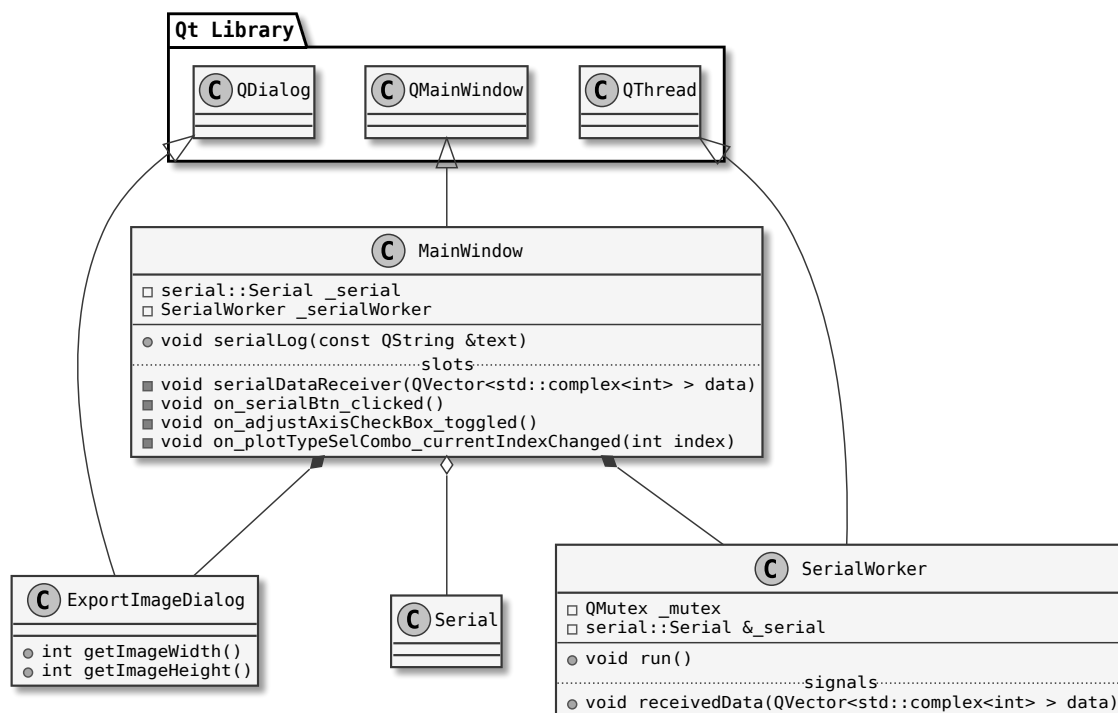 Qt Library
C QDialog
C QMainWindow
C QThread
C MainWindow
serial::Serial _serial
SerialWorker _serialWorker
void serialLog(const QString &text)
slots
void serialDataReceiver(QVector<std::complex<int> > data)
void on_serialBtn_clicked()
void on_adjustAxisCheckBox_toggled()
void on_plotTypeSelCombo_currentIndexChanged(int index)
C ExportImageDialog
int getImageWidth()
int getImageHeight()
C Serial
C SerialWorker
QMutex _mutex
serial::Serial &_serial
void run()
signals
void receivedData(QVector<std::complex<int> > data)